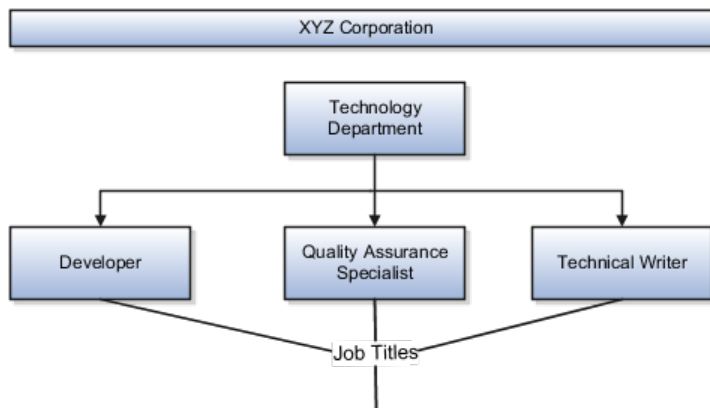 XYZ Corporation
Technology
Department
Developer
Quality Assurance
Specialist
Technical Writer
Job Titles